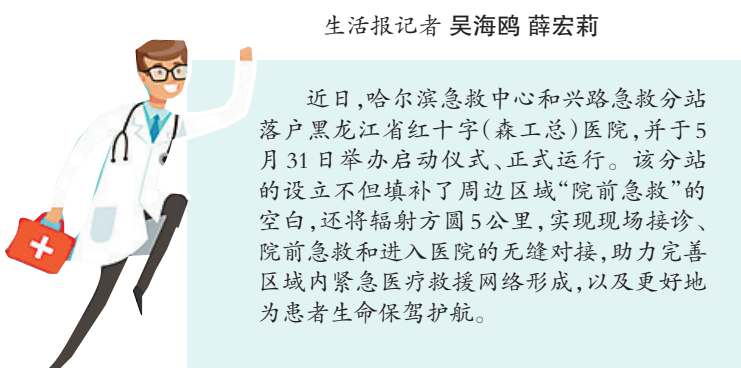 生活报记者 吴海鸥 薛宏莉
近日,哈尔滨急救中心和兴路急救分站
落户黑龙江省红十字(森工总)医院,并于5
月31日举办启动仪式、正式运行。该分站
的设立不但填补了周边区域“院前急救”的
空白,还将辐射方圆5公里,实现现场接诊、
院前急救和进入医院的无缝对接,助力完善
区域内紧急医疗救援网络形成,以及更好地
为患者生命保驾护航。